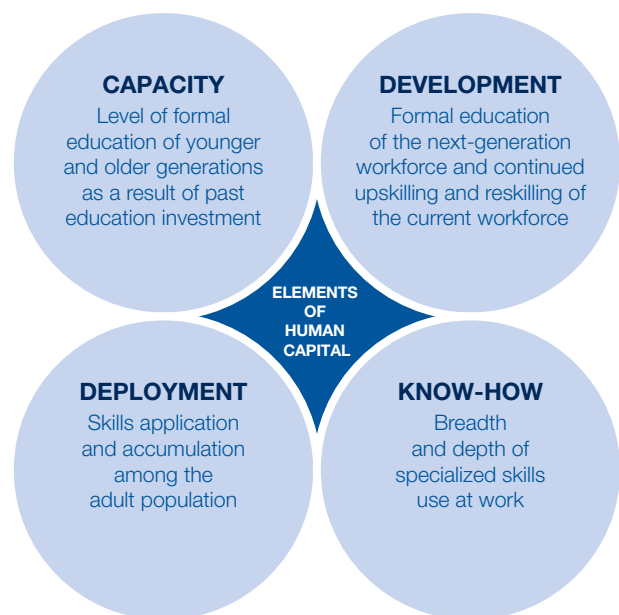 CAPACITY
Level of formal
education of younger
and older generations
as a result of past
education investment
DEVELOPMENT
Formal education
of the next-generation
workforce and continued
upskilling and reskilling of
the current workforce
ELEMENTS
OF
HUMAN
CAPITAL
DEPLOYMENT
Skills application
and accumulation
among the
adult population
KNOW-HOW
Breadth
and depth of
specialized skills
use at work